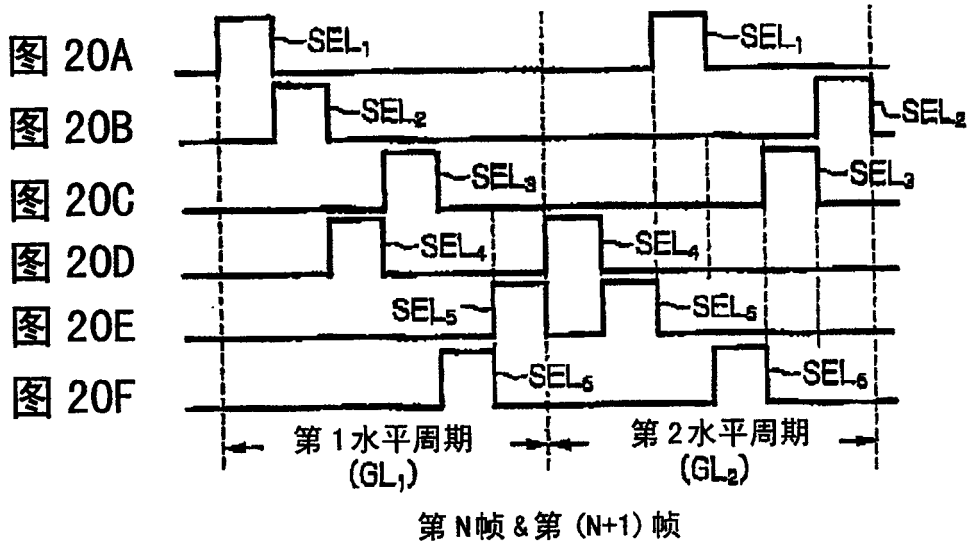 图 20A SEL₁ SEL₁
图 20B SEL₂ SEL₂
图 20C SEL₃ SEL₃
图 20D SEL₄ SEL₄
图 20E SEL₅ SEL₅
图 20F SEL₆ SEL₆
第1水平周期 第2水平周期
(GL₁) (GL₂)
第N帧&第(N+1)帧